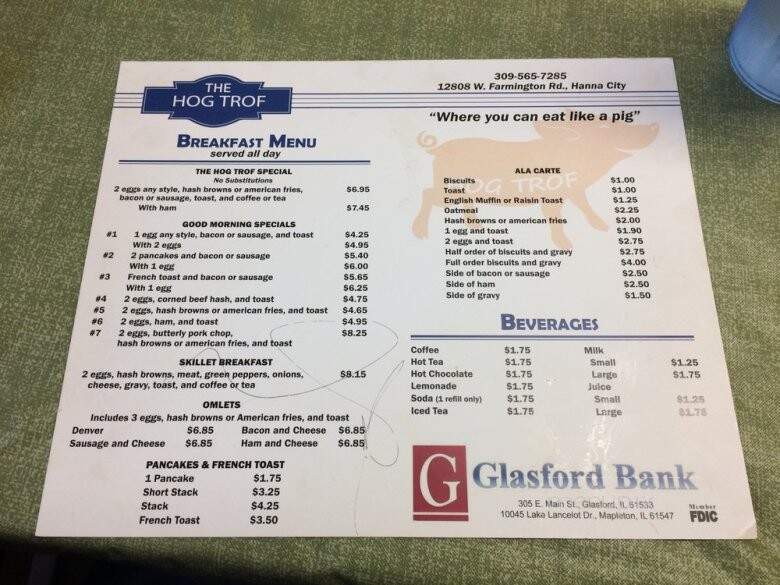 THE
HOG TROF
309-565-7285
12808 W. Farmington Rd., Hanna City
"Where you can eat like a pig"
BREAKFAST MENU
served all day
THE HOG TROF SPECIAL
No Substitutions
2 eggs any style, hash browns or american fries, $6.95
bacon or sausage, toast, and coffee or tea
With ham $7.45
GOOD MORNING SPECIALS
#1 1 egg any style, bacon or sausage, and toast $4.25
With 2 eggs $4.95
#2 2 pancakes and bacon or sausage $5.40
With 1 egg $6.00
#3 French toast and bacon or sausage $5.65
With 1 egg $6.25
#4 2 eggs, corned beef hash, and toast $4.75
#5 2 eggs, hash browns or american fries, and toast $4.65
#6 2 eggs, ham, and toast $4.95
#7 2 eggs, butterly pork chop, $8.25
hash browns or american fries, and toast
SKILLET BREAKFAST
2 eggs, hash browns, meat, green peppers, onions, $8.15
cheese, gravy, toast, and coffee or tea
OMLETS
Includes 3 eggs, hash browns or American fries, and toast
Denver $6.85 Bacon and Cheese $6.85
Sausage and Cheese $6.85 Ham and Cheese $6.85
PANCAKES & FRENCH TOAST
1 Pancake $1.75
Short Stack $3.25
Stack $4.25
French Toast $3.50
HOG TROF
ALA CARTE
Biscuits $1.00
Toast $1.00
English Muffin or Raisin Toast $1.25
Oatmeal $2.25
Hash browns or american fries $2.00
1 egg and toast $1.90
2 eggs and toast $2.75
Half order of biscuits and gravy $2.75
Full order biscuits and gravy $4.00
Side of bacon or sausage $2.50
Side of ham $2.50
Side of gravy $1.50
BEVERAGES
Coffee $1.75 Milk
Hot Tea $1.75 Small $1.25
Hot Chocolate $1.75 Large $1.75
Lemonade $1.75 Juice
Soda (1 refill only) $1.75 Small $1.25
Iced Tea $1.75 Large $1.75
G Glasford Bank
305 E. Main St., Glasford, IL 61533
10045 Lake Lancelot Dr., Mapleton, IL 61547
Member
FDIC